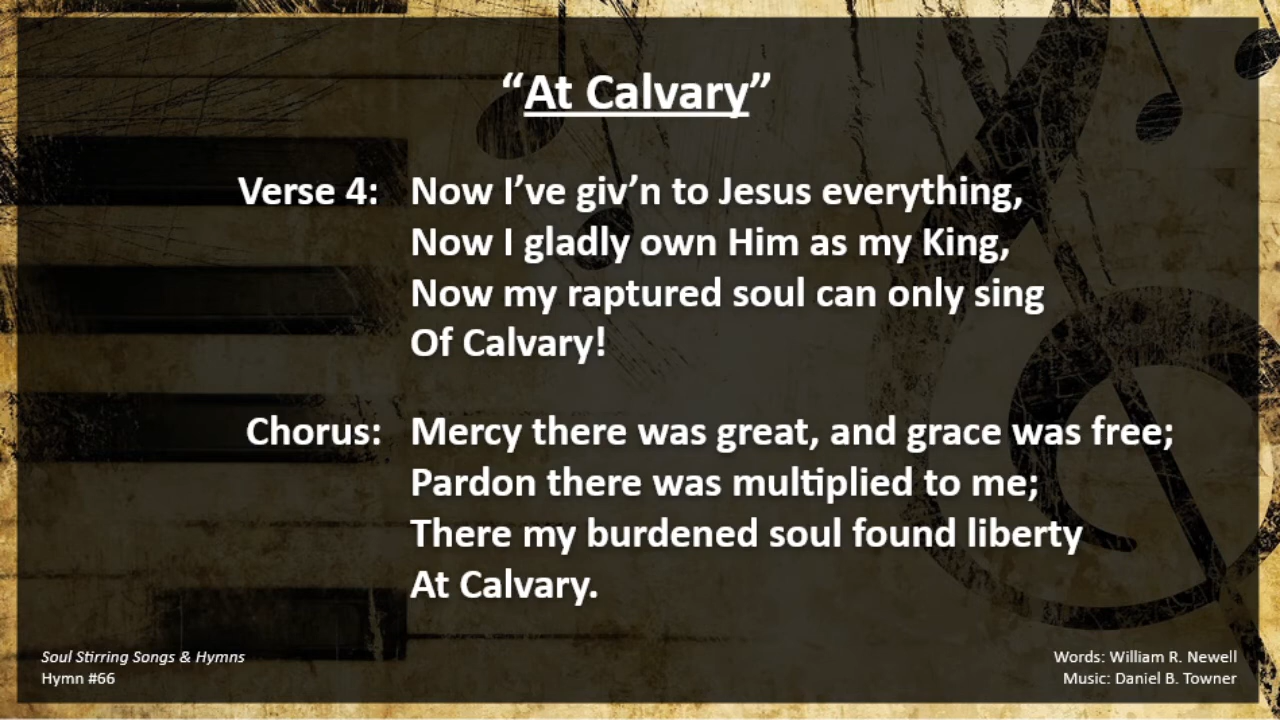 “At Calvary”
Verse 4: Now I’ve giv’n to Jesus everything,
Now I gladly own Him as my King,
Now my raptured soul can only sing
Of Calvary!
Chorus: Mercy there was great, and grace was free;
Pardon there was multiplied to me;
There my burdened soul found liberty
At Calvary.
Soul Stirring Songs & Hymns
Hymn #66
Words: William R. Newell
Music: Daniel B. Towner